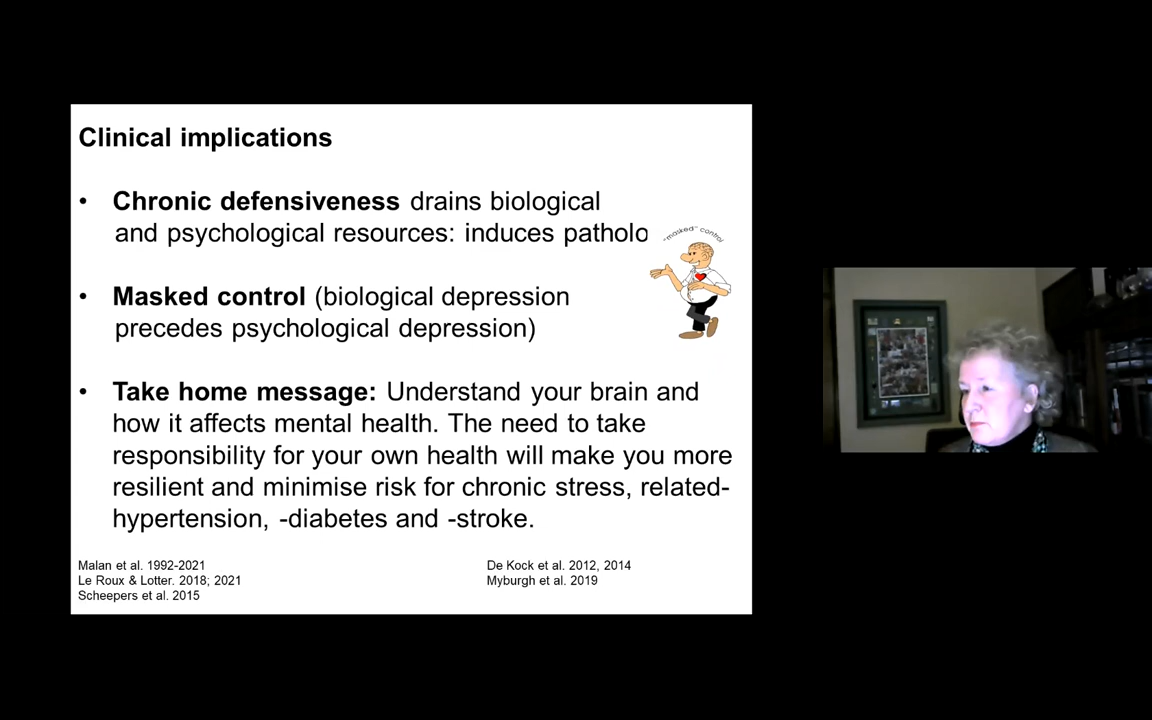 Clinical implications
• Chronic defensiveness drains biological
and psychological resources: induces patholo
"masked" control
• Masked control (biological depression
precedes psychological depression)
• Take home message: Understand your brain and
how it affects mental health. The need to take
responsibility for your own health will make you more
resilient and minimise risk for chronic stress, related-
hypertension, -diabetes and -stroke.
Malan et al. 1992-2021
Le Roux & Lotter. 2018; 2021
Scheepers et al. 2015
De Kock et al. 2012, 2014
Myburgh et al. 2019